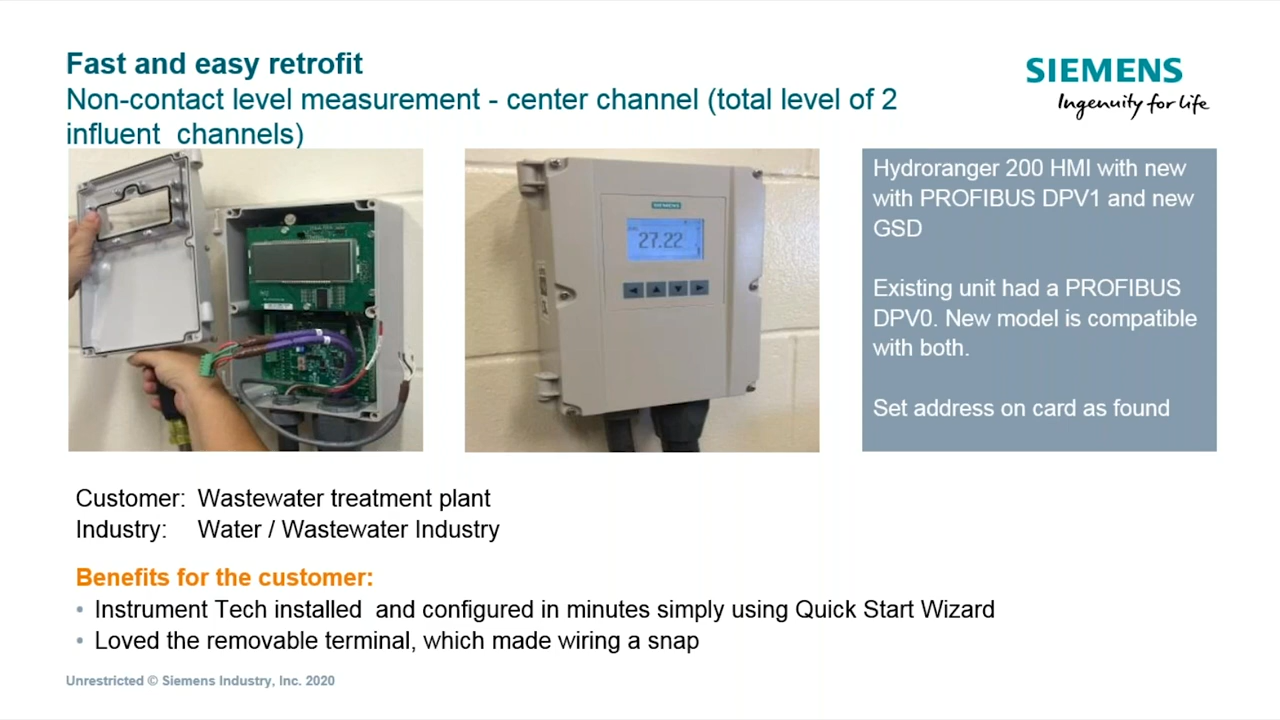 Fast and easy retrofit
Non-contact level measurement - center channel (total level of 2
influent channels)
SIEMENS
Ingenuity for life
SIEMENS
27.22
Hydroranger 200 HMI with new
with PROFIBUS DPV1 and new
GSD
Existing unit had a PROFIBUS
DPV0. New model is compatible
with both.
Set address on card as found
Customer: Wastewater treatment plant
Industry: Water / Wastewater Industry
Benefits for the customer:
• Instrument Tech installed and configured in minutes simply using Quick Start Wizard
• Loved the removable terminal, which made wiring a snap
Unrestricted © Siemens Industry, Inc. 2020